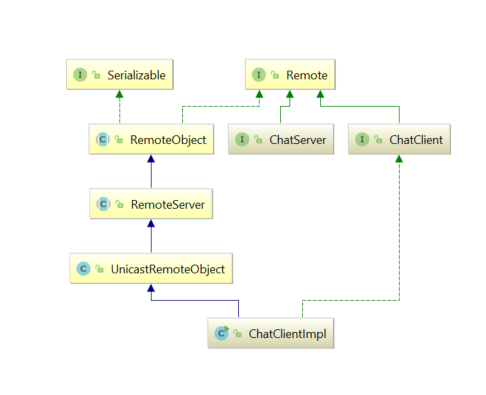 I Serializable
I Remote
C RemoteObject
I ChatServer
I ChatClient
C RemoteServer
C UnicastRemoteObject
C ChatClientImpl